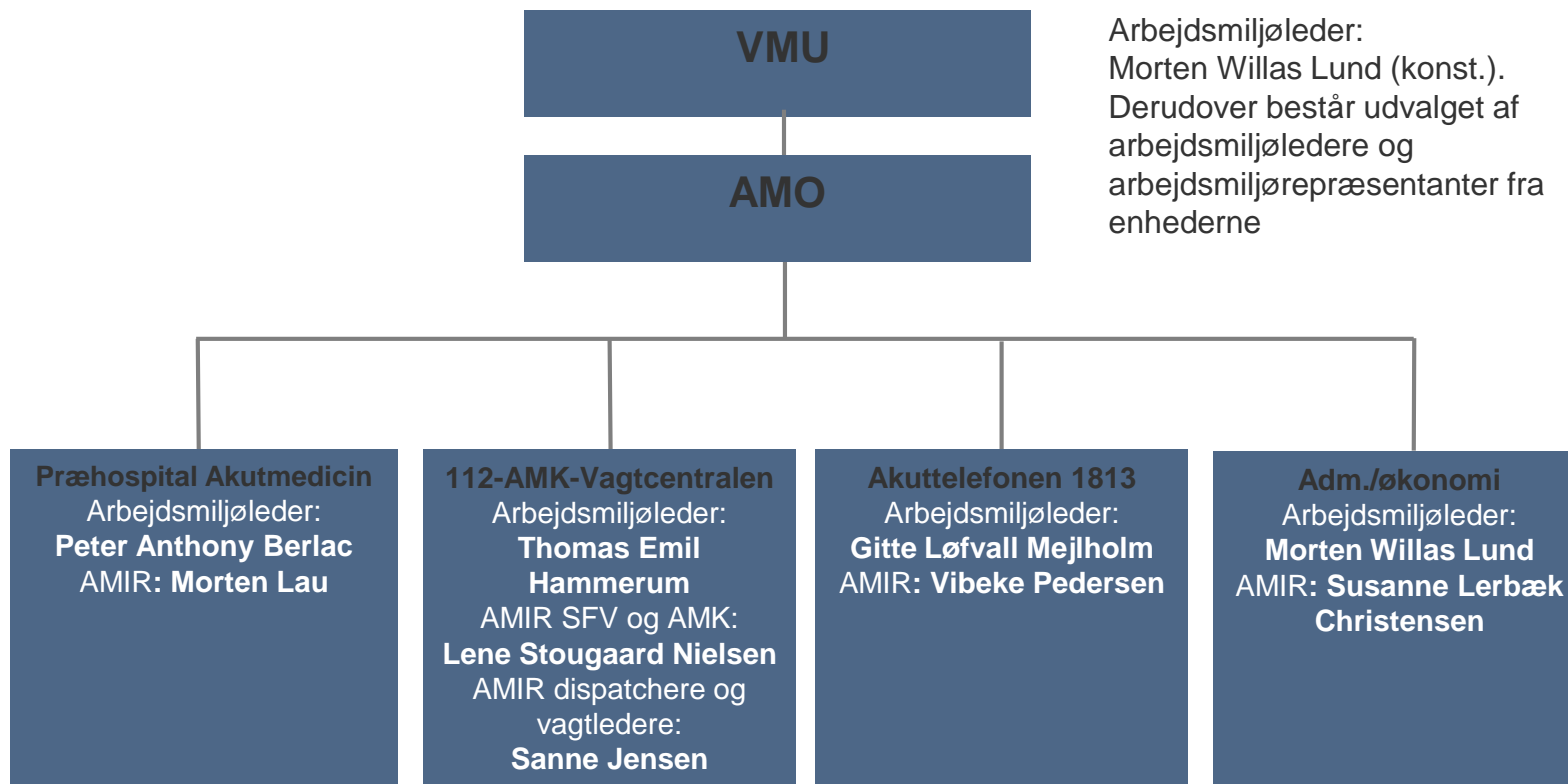 VMU
Arbejdsmiljøleder:
Morten Willas Lund (konst.).
Derudover består udvalget af
arbejdsmiljøledere og
arbejdsmiljørepræsentanter fra
enhederne
AMO
Præhospital Akutmedicin
Arbejdsmiljøleder:
Peter Anthony Berlac
AMIR: Morten Lau
112-AMK-Vagtcentralen
Arbejdsmiljøleder:
Thomas Emil
Hammerum
AMIR SFV og AMK:
Lene Stougaard Nielsen
AMIR dispatchere og
vagtledere:
Sanne Jensen
Akuttelefonen 1813
Arbejdsmiljøleder:
Gitte Løfvall Mejlholm
AMIR: Vibeke Pedersen
Adm./økonomi
Arbejdsmiljøleder:
Morten Willas Lund
AMIR: Susanne Lerbæk
Christensen